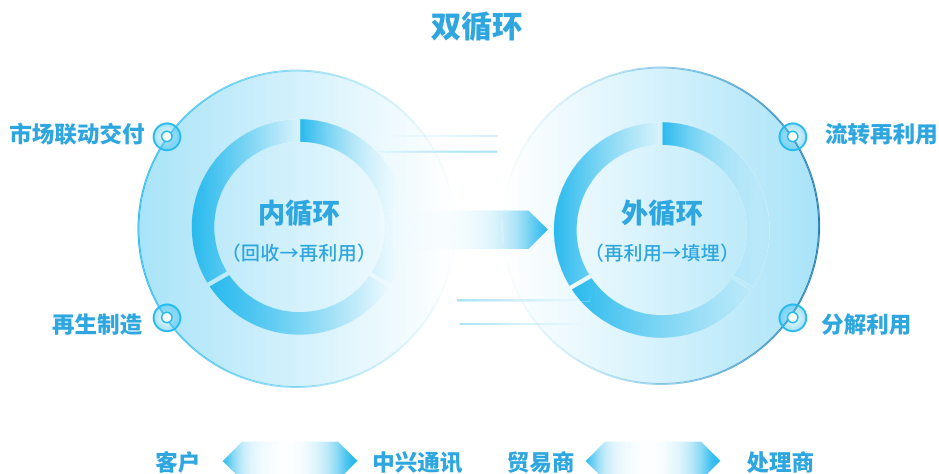 双循环
市场联动交付
流转再利用
内循环
外循环
（回收→再利用）
（再利用→填埋）
再生制造
分解利用
客户
中兴通讯
贸易商
处理商